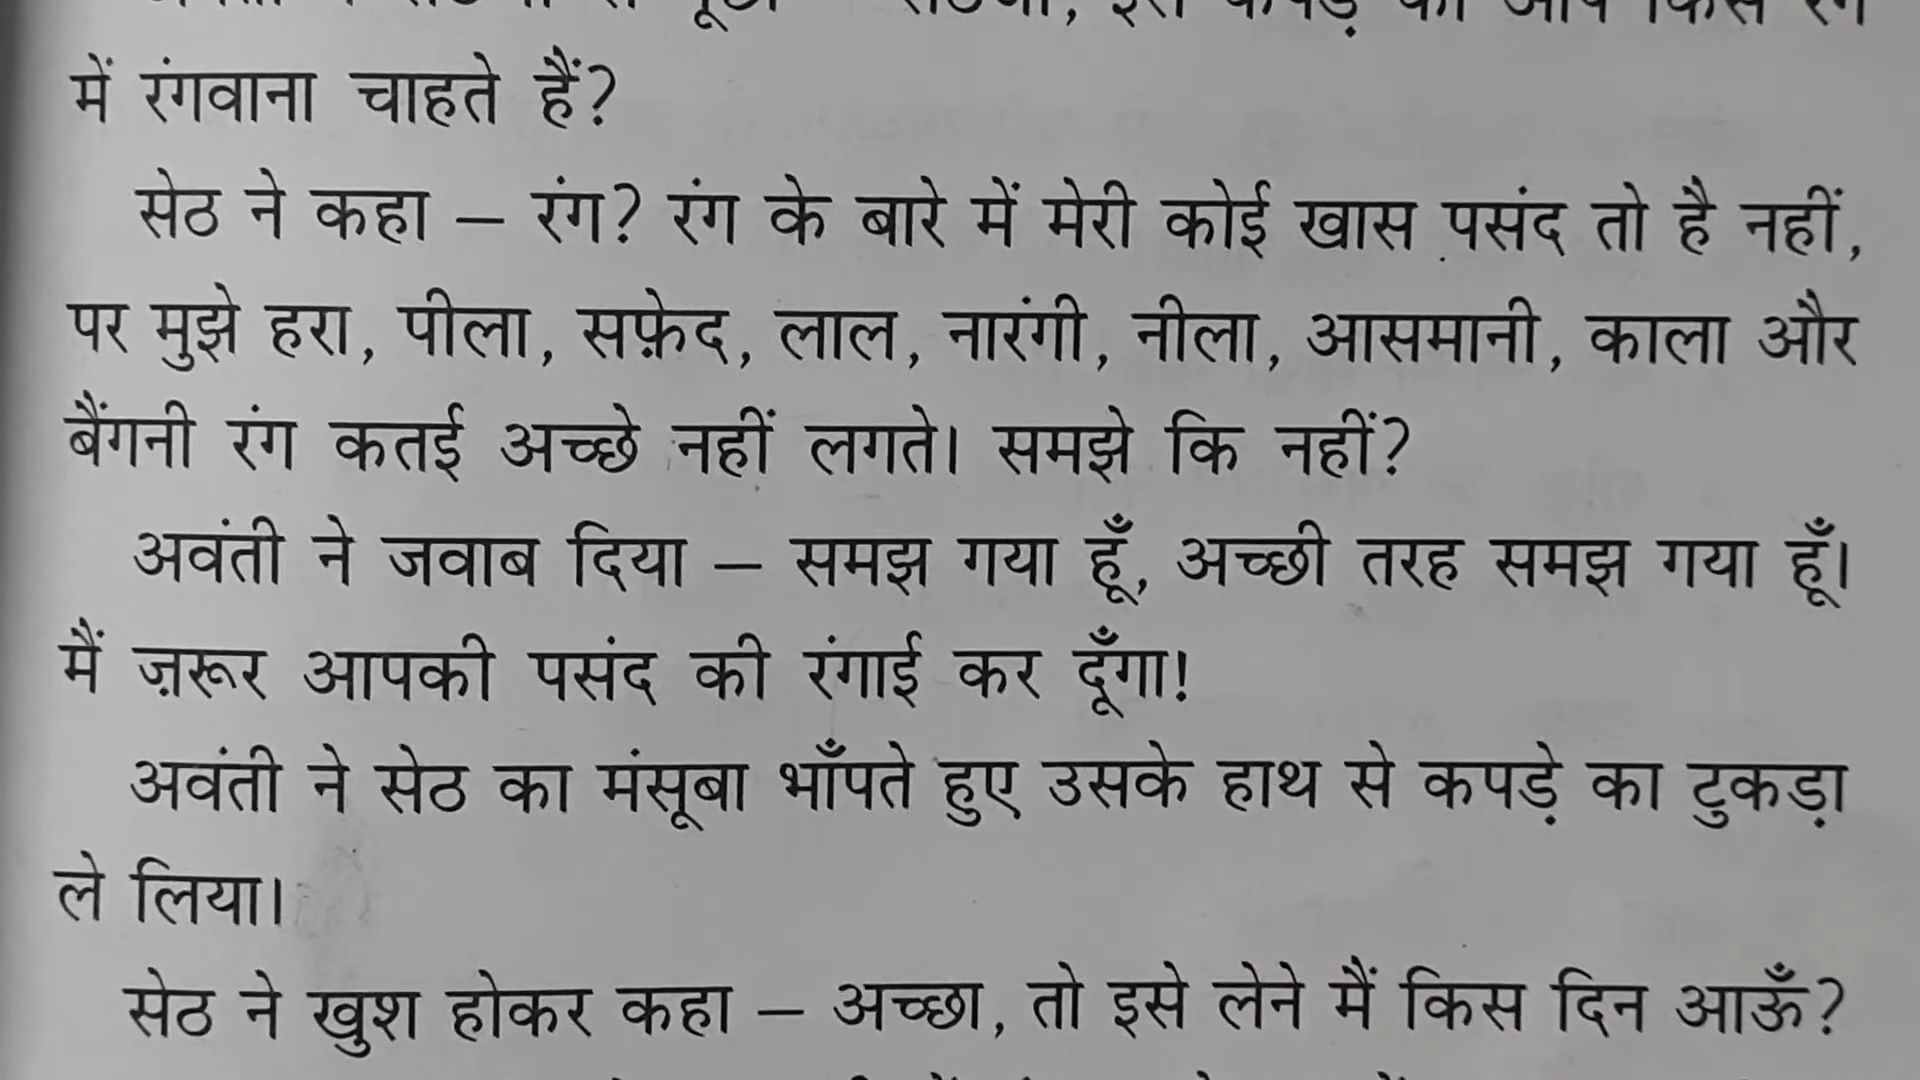 में रंगवाना चाहते हैं?
सेठ ने कहा – रंग? रंग के बारे में मेरी कोई खास पसंद तो है नहीं,
पर मुझे हरा, पीला, सफ़ेद, लाल, नारंगी, नीला, आसमानी, काला और
बैंगनी रंग कतई अच्छे नहीं लगते। समझे कि नहीं?
अवंती ने जवाब दिया – समझ गया हूँ, अच्छी तरह समझ गया हूँ।
मैं ज़रूर आपकी पसंद की रंगाई कर दूँगा!
अवंती ने सेठ का मंसूबा भाँपते हुए उसके हाथ से कपड़े का टुकड़ा
ले लिया।
सेठ ने खुश होकर कहा – अच्छा, तो इसे लेने मैं किस दिन आऊँ?